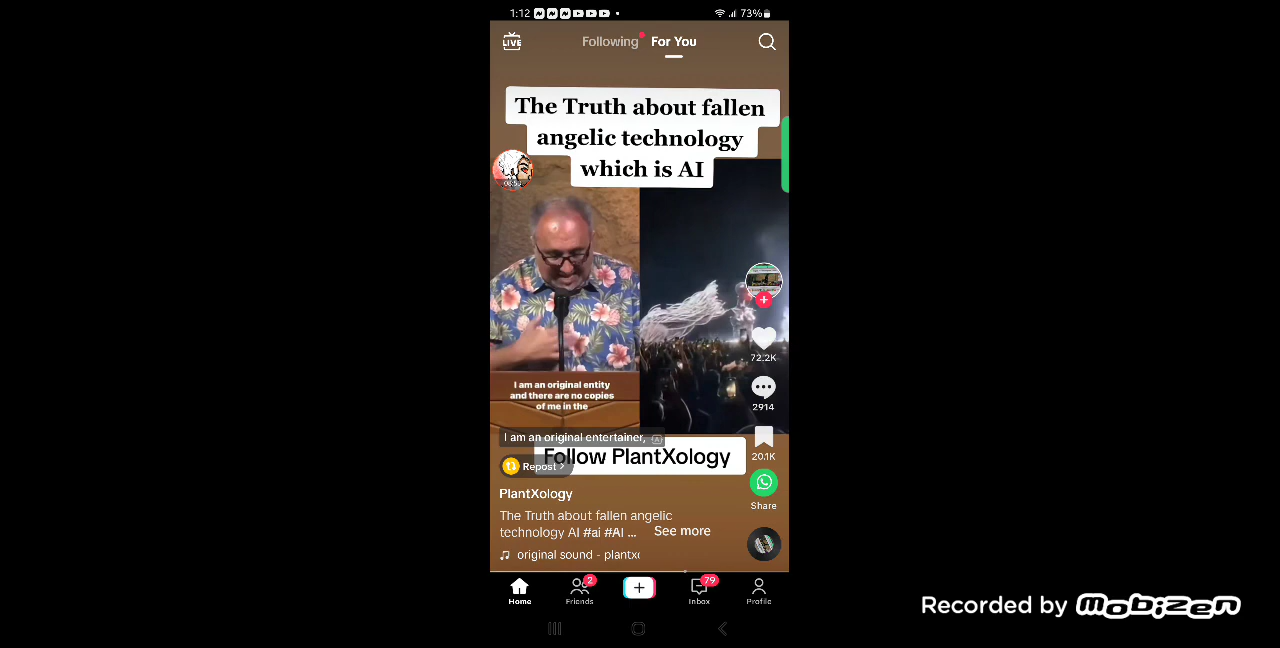 1:12
73%
LIVE
Following
For You
The Truth about fallen
angelic technology
which is AI
I am an original entity
and there are no copies
of me in the
72.2K
2914
20.1K
Share
I am an original entertainer,
Follow PlantXology
Repost >
PlantXology
The Truth about fallen angelic
technology AI #ai #AI ... See more
original sound - plantxo
Home
2
Friends
79
Inbox
Profile
Recorded by mobizen